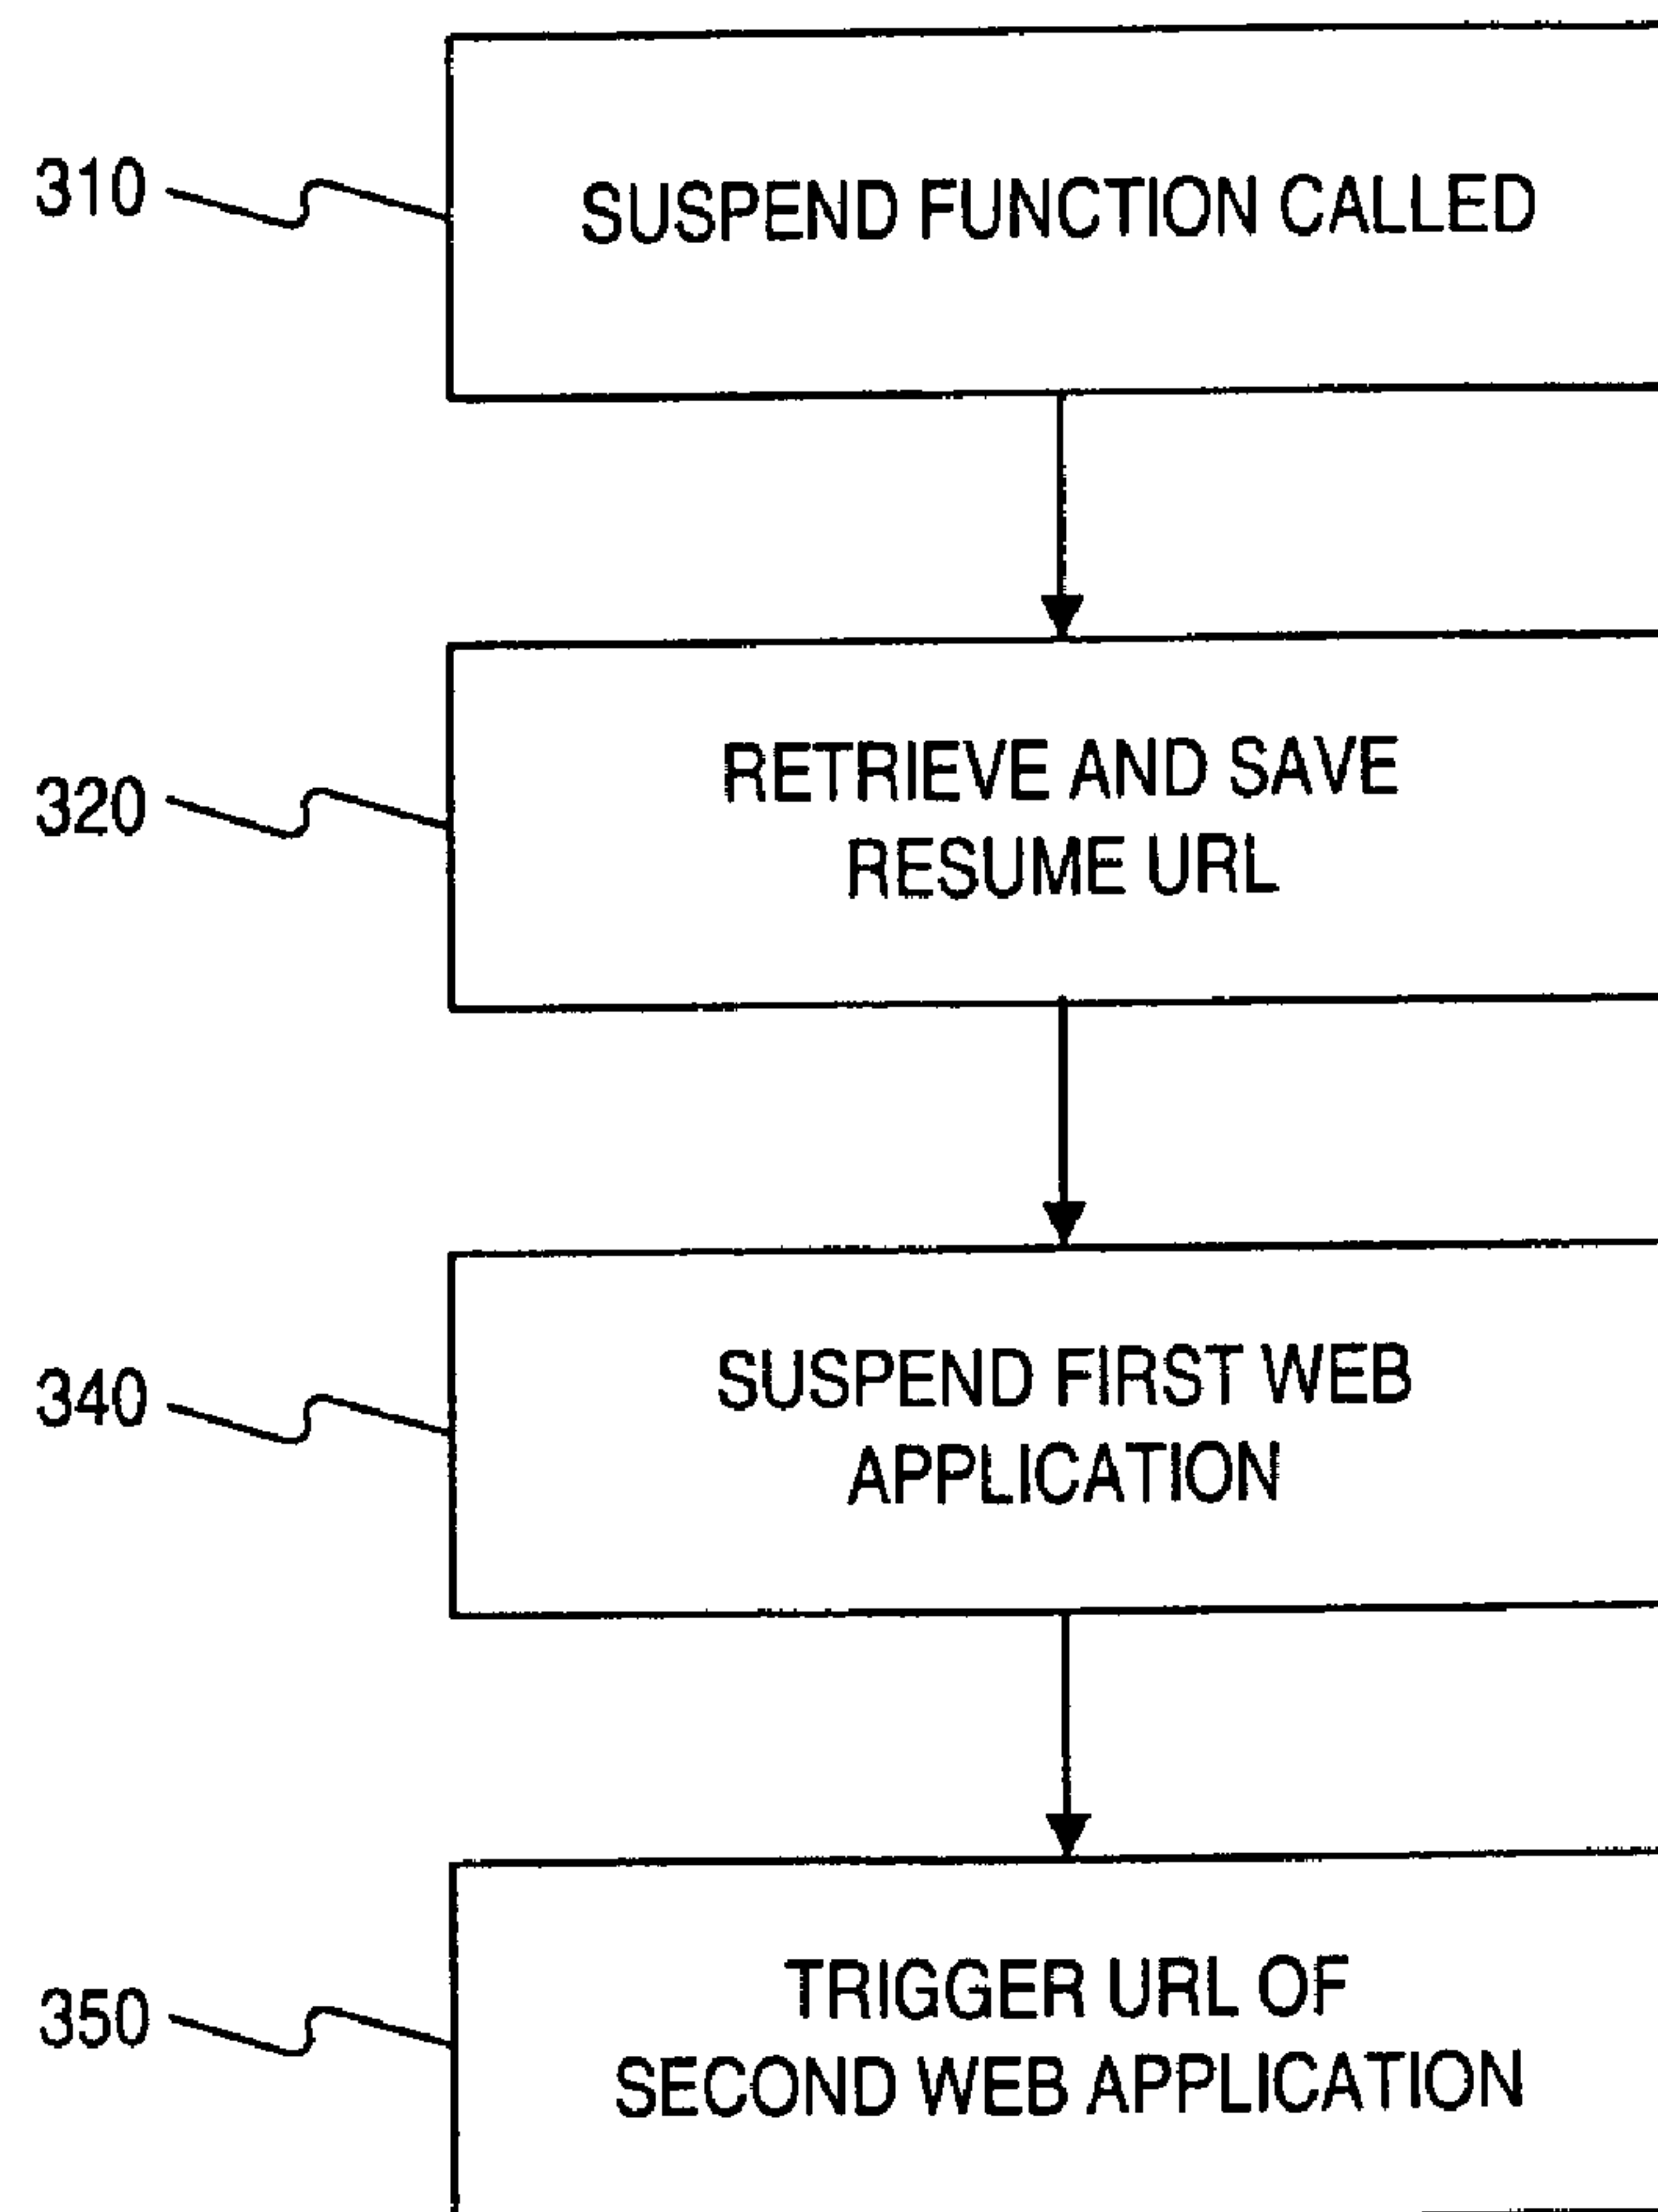 310
SUSPEND FUNCTION CALLED
320
RETRIEVE AND SAVE
RESUME URL
340
SUSPEND FIRST WEB
APPLICATION
350
TRIGGER URL OF
SECOND WEB APPLICATION